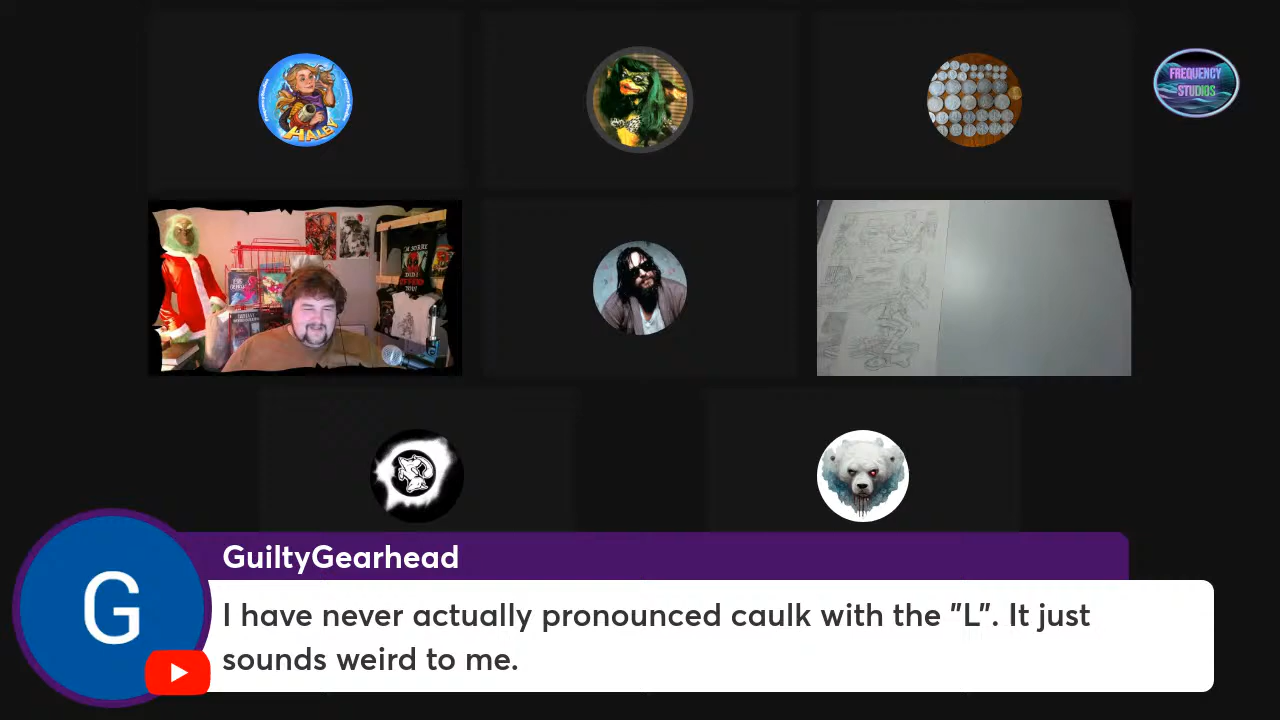 HALEY
FREQUENCY
STUDIOS
GuiltyGearhead
I have never actually pronounced caulk with the "L". It just
sounds weird to me.
G